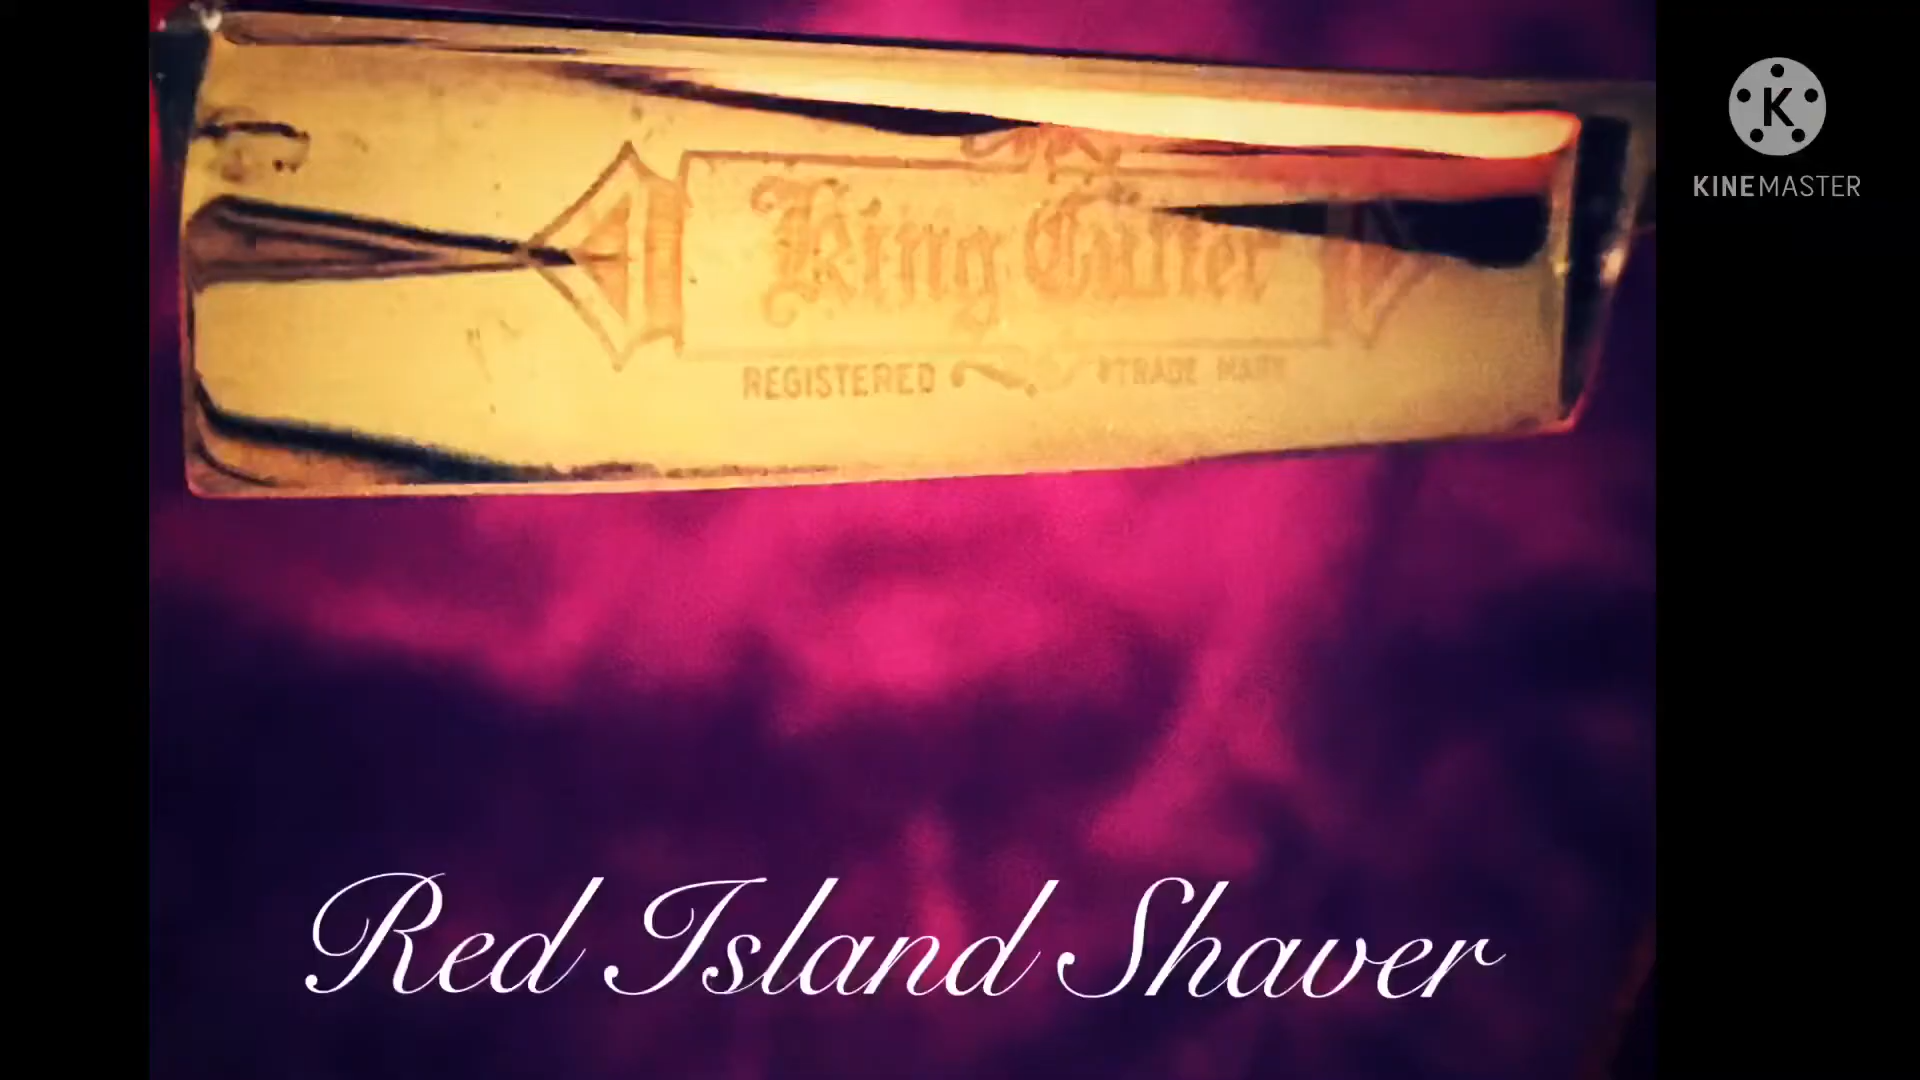 King Cutter
REGISTERED TRADE MARK
Red Island Shaver
K
KINEMASTER